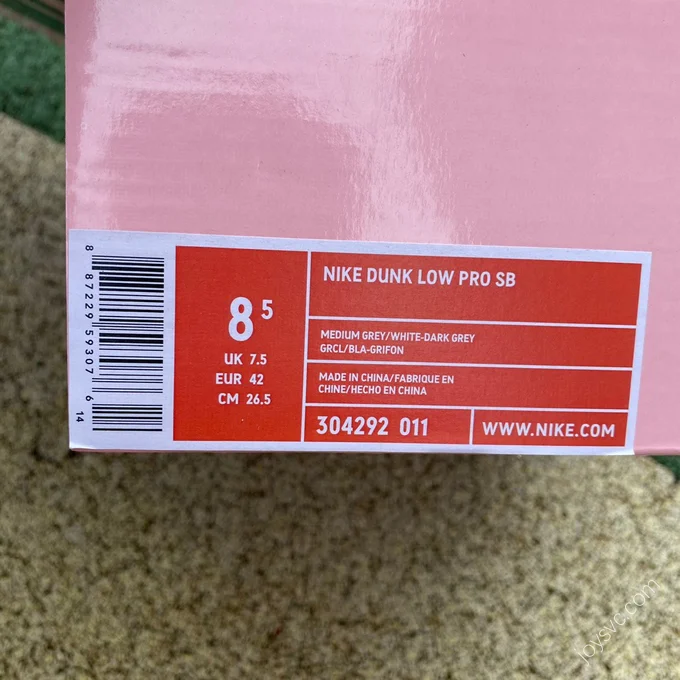 NIKE DUNK LOW PRO SB
8 5
UK 7.5
EUR 42
CM 26.5
MEDIUM GREY/WHITE-DARK GREY
GRCL/BLA-GRIFON
MADE IN CHINA/FABRIQUE EN
CHINE/HECHO EN CHINA
304292 011
WWW.NIKE.COM
8 87229 59307 6
14
joysvc.com